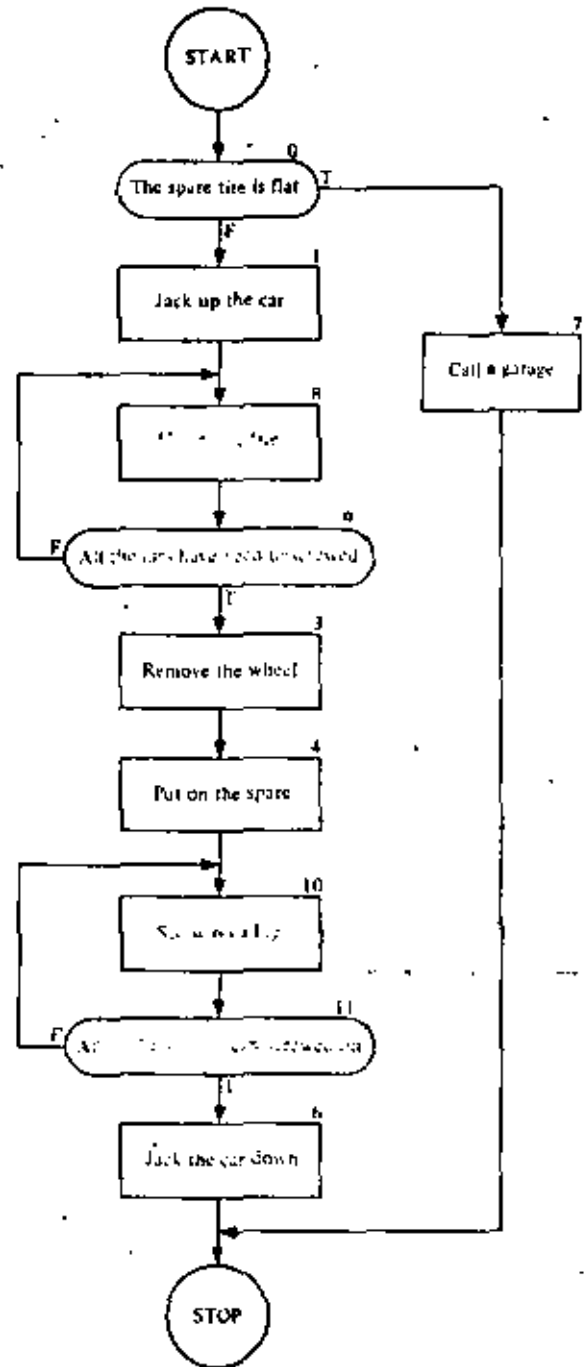 START
0
The spare tire is flat
T
F
1
Jack up the car
7
Call a garage
8
9
F
All the have been unscrewed
T
3
Remove the wheel
4
Put on the spare
10
11
F
T
6
Jack the car down
STOP